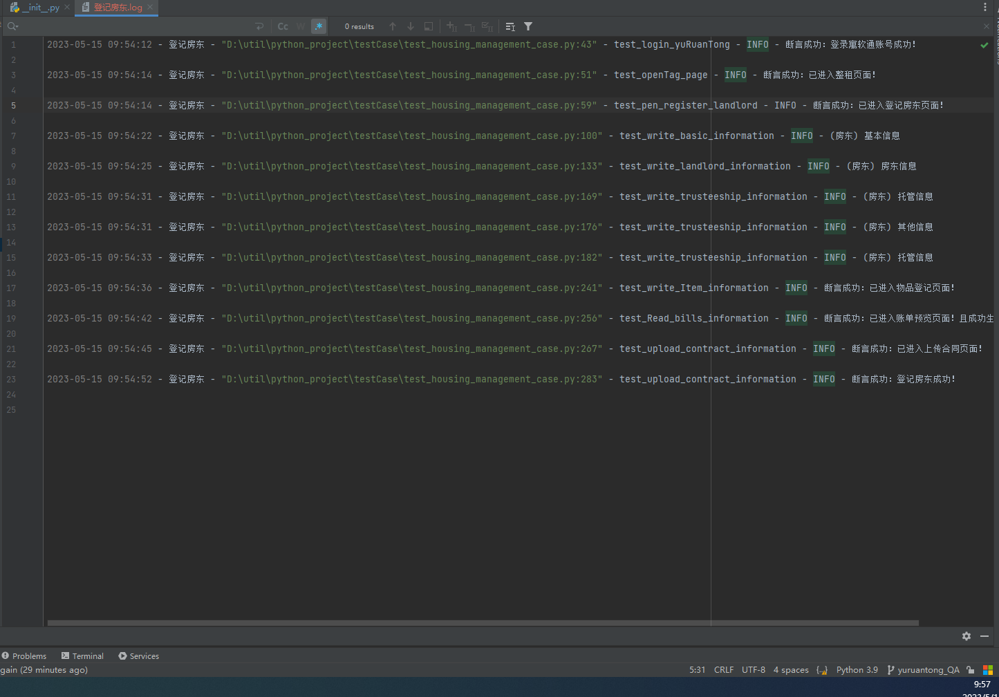 __init__.py
登记房东.log
Cc W .* 0 results
1 2023-05-15 09:54:12 - 登记房东 - "D:\util\python_project\testCase\test_housing_management_case.py:43" - test_login_yuRuanTong - INFO - 断言成功：登录寓软通账号成功！
2
3 2023-05-15 09:54:14 - 登记房东 - "D:\util\python_project\testCase\test_housing_management_case.py:51" - test_openTag_page - INFO - 断言成功：已进入整租页面！
4
5 2023-05-15 09:54:14 - 登记房东 - "D:\util\python_project\testCase\test_housing_management_case.py:59" - test_pen_register_landlord - INFO - 断言成功：已进入登记房东页面！
6
7 2023-05-15 09:54:22 - 登记房东 - "D:\util\python_project\testCase\test_housing_management_case.py:100" - test_write_basic_information - INFO - （房东） 基本信息
8
9 2023-05-15 09:54:25 - 登记房东 - "D:\util\python_project\testCase\test_housing_management_case.py:133" - test_write_landlord_information - INFO - （房东） 房东信息
10
11 2023-05-15 09:54:31 - 登记房东 - "D:\util\python_project\testCase\test_housing_management_case.py:169" - test_write_trusteeship_information - INFO - （房东） 托管信息
12
13 2023-05-15 09:54:31 - 登记房东 - "D:\util\python_project\testCase\test_housing_management_case.py:176" - test_write_trusteeship_information - INFO - （房东） 其他信息
14
15 2023-05-15 09:54:33 - 登记房东 - "D:\util\python_project\testCase\test_housing_management_case.py:182" - test_write_trusteeship_information - INFO - （房东） 托管信息
16
17 2023-05-15 09:54:36 - 登记房东 - "D:\util\python_project\testCase\test_housing_management_case.py:241" - test_write_Item_information - INFO - 断言成功：已进入物品登记页面！
18
19 2023-05-15 09:54:42 - 登记房东 - "D:\util\python_project\testCase\test_housing_management_case.py:256" - test_Read_bills_information - INFO - 断言成功：已进入账单预览页面！且成功生
20
21 2023-05-15 09:54:45 - 登记房东 - "D:\util\python_project\testCase\test_housing_management_case.py:267" - test_upload_contract_information - INFO - 断言成功：已进入上传合同页面！
22
23 2023-05-15 09:54:52 - 登记房东 - "D:\util\python_project\testCase\test_housing_management_case.py:283" - test_upload_contract_information - INFO - 断言成功：登记房东成功！
24
25
Problems Terminal Services
gain (29 minutes ago) 5:31 CRLF UTF-8 4 spaces Python 3.9 yuruantong_QA
9:57